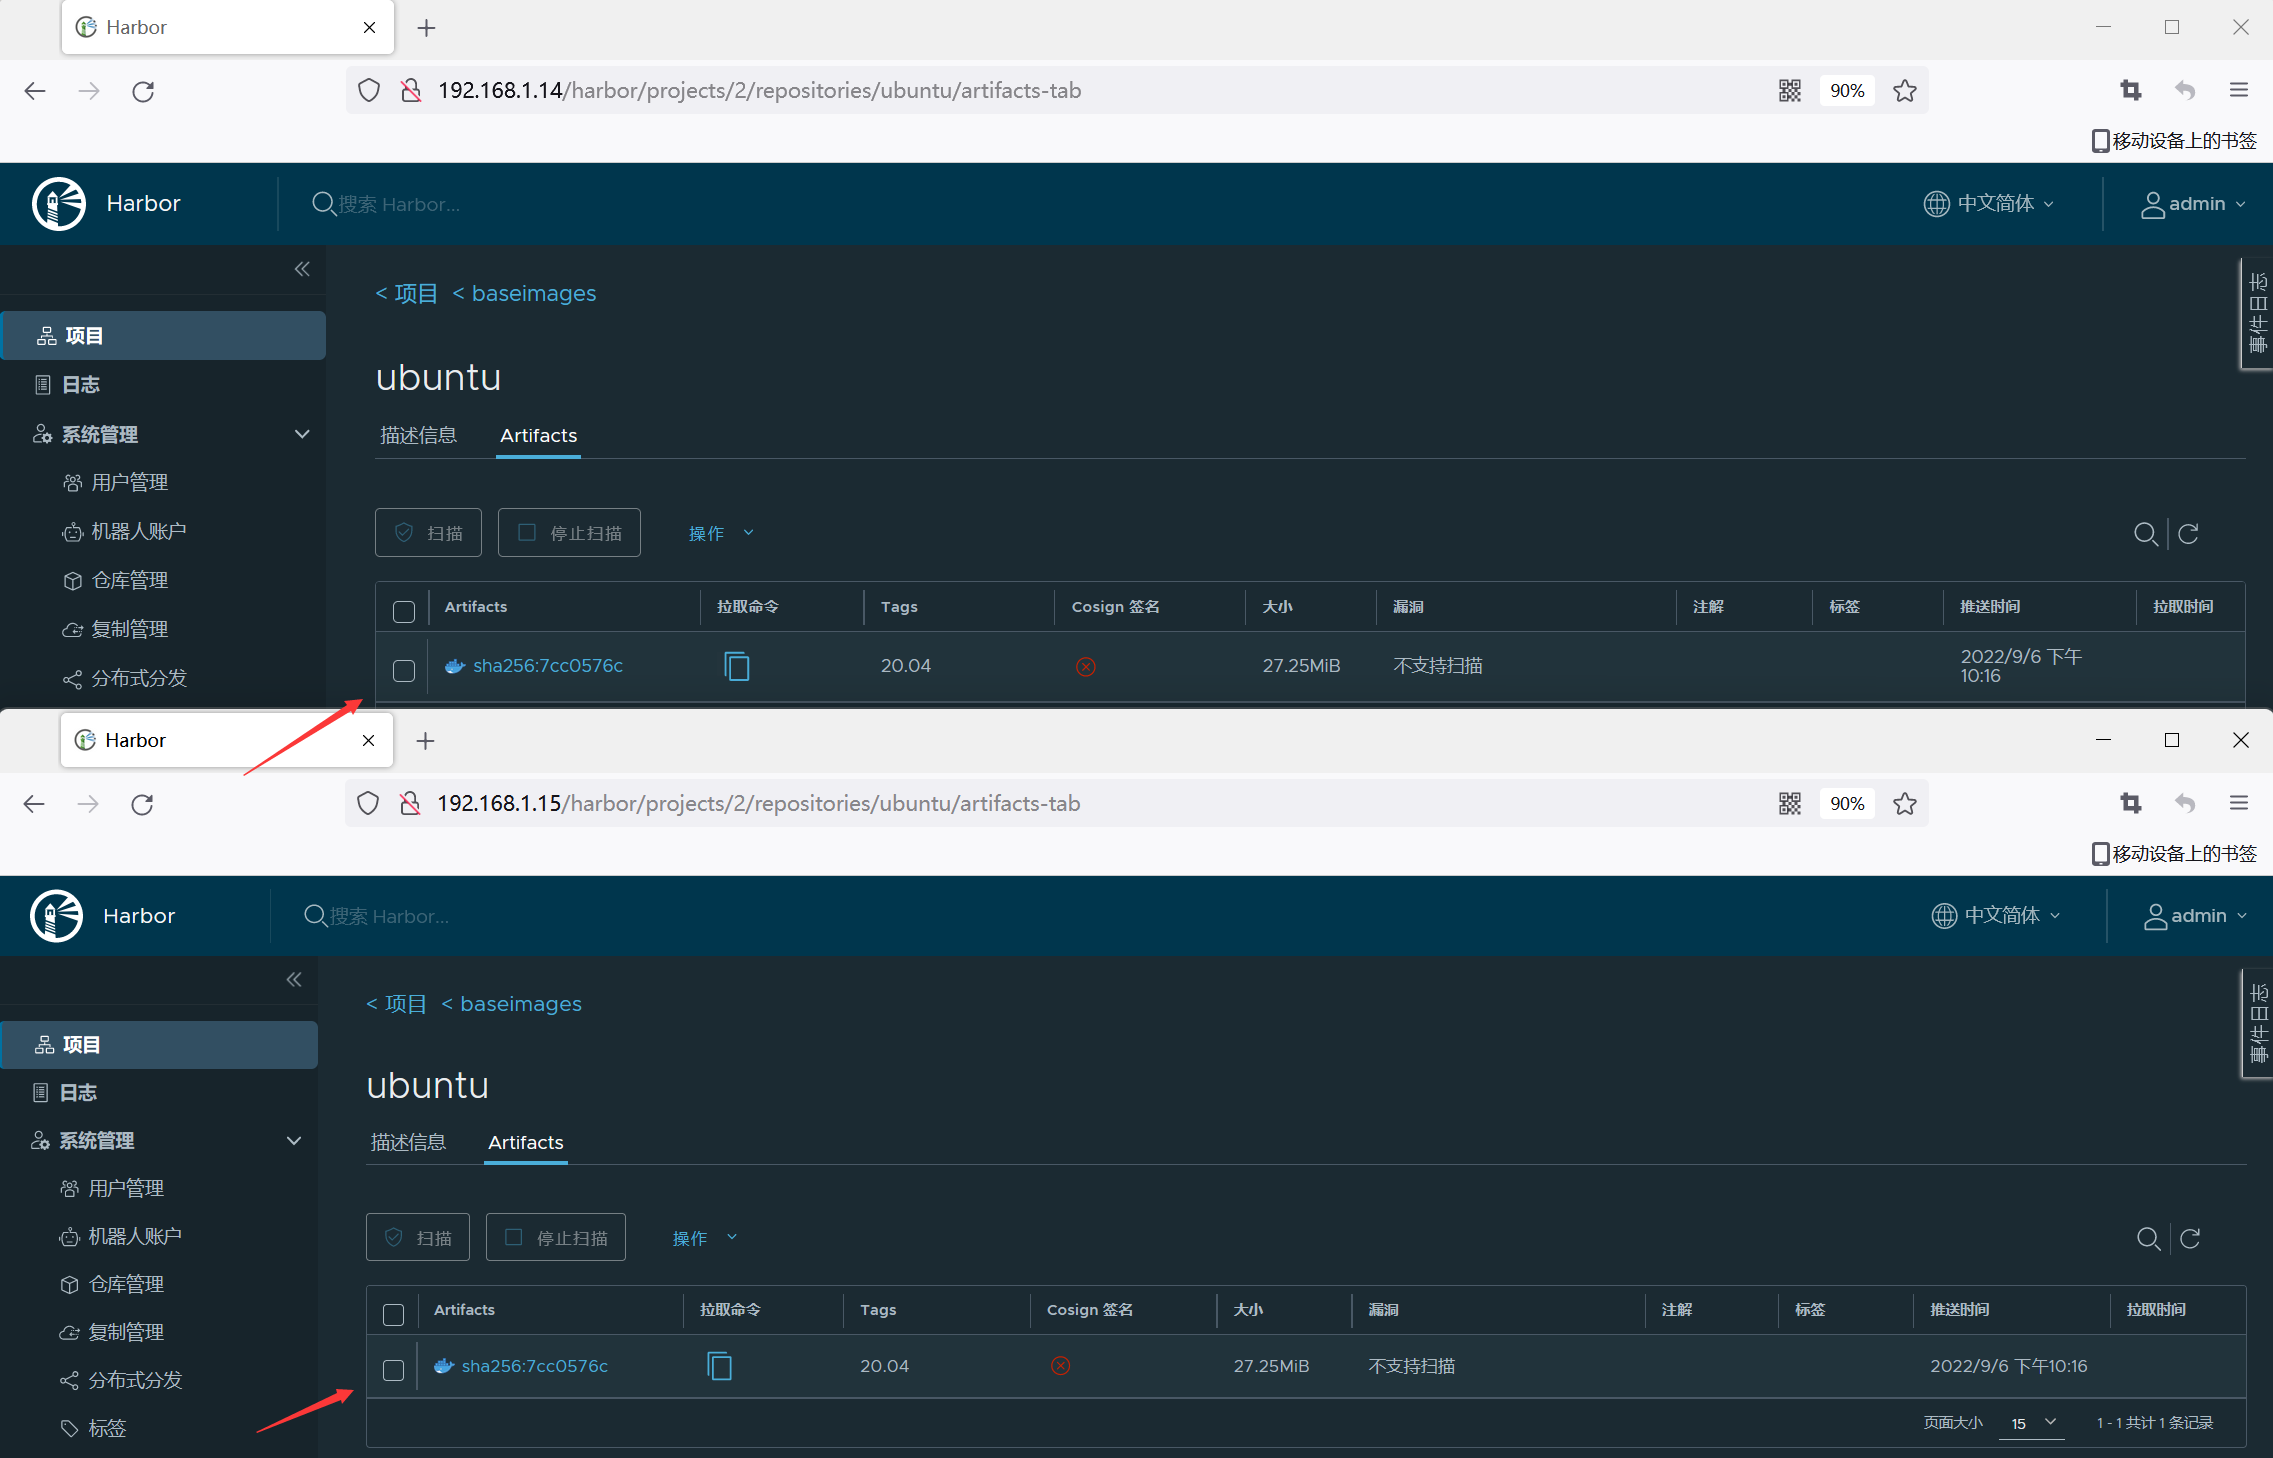 Harbor
192.168.1.14/harbor/projects/2/repositories/ubuntu/artifacts-tab
90%
移动设备上的书签
Harbor
搜索 Harbor...
中文简体
admin
< 项目 < baseimages
事件日志
项目
日志
系统管理
用户管理
机器人账户
仓库管理
复制管理
分布式分发
ubuntu
描述信息 Artifacts
扫描 停止扫描 操作
Artifacts 拉取命令 Tags Cosign 签名 大小 漏洞 注解 标签 推送时间 拉取时间
sha256:7cc0576c 20.04 27.25MiB 不支持扫描 2022/9/6 下午
10:16
Harbor
192.168.1.15/harbor/projects/2/repositories/ubuntu/artifacts-tab
90%
移动设备上的书签
Harbor
搜索 Harbor...
中文简体
admin
< 项目 < baseimages
事件日志
项目
日志
系统管理
用户管理
机器人账户
仓库管理
复制管理
分布式分发
标签
ubuntu
描述信息 Artifacts
扫描 停止扫描 操作
Artifacts 拉取命令 Tags Cosign 签名 大小 漏洞 注解 标签 推送时间 拉取时间
sha256:7cc0576c 20.04 27.25MiB 不支持扫描 2022/9/6 下午10:16
页面大小 15 1 - 1 共计 1 条记录